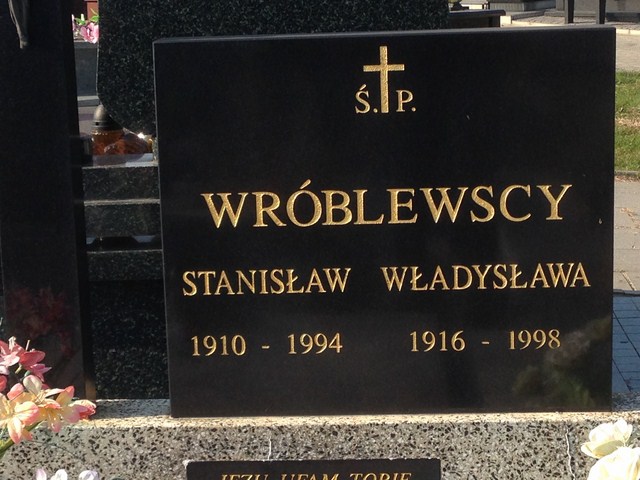 Ś. P.
WRÓBLEWSCY
STANISŁAW WŁADYSŁAWA
1910 - 1994 1916 - 1998
JEZU UFAM TOBIE